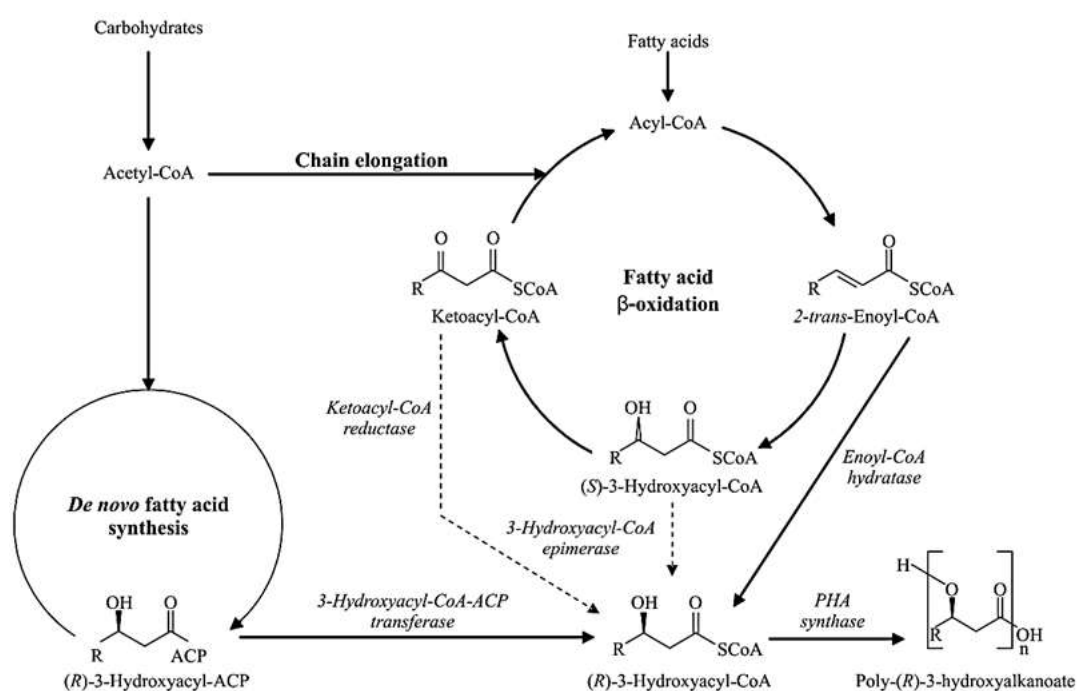 Carbohydrates
Fatty acids
Acyl-CoA
Chain elongation
Acetyl-CoA
O
O
R
SCoA
Ketoacyl-CoA
Fatty acid
β-oxidation
O
R
SCoA
2-trans-Enoyl-CoA
Ketoacyl-CoA
reductase
OH
O
R
SCoA
(S)-3-Hydroxyacyl-CoA
Enoyl-CoA
hydratase
De novo fatty acid
synthesis
3-Hydroxyacyl-CoA
epimerase
OH
O
R
ACP
(R)-3-Hydroxyacyl-ACP
3-Hydroxyacyl-CoA-ACP
transferase
OH
O
R
SCoA
(R)-3-Hydroxyacyl-CoA
PHA
synthase
H
O
O
R
OH
n
Poly-(R)-3-hydroxyalkanoate